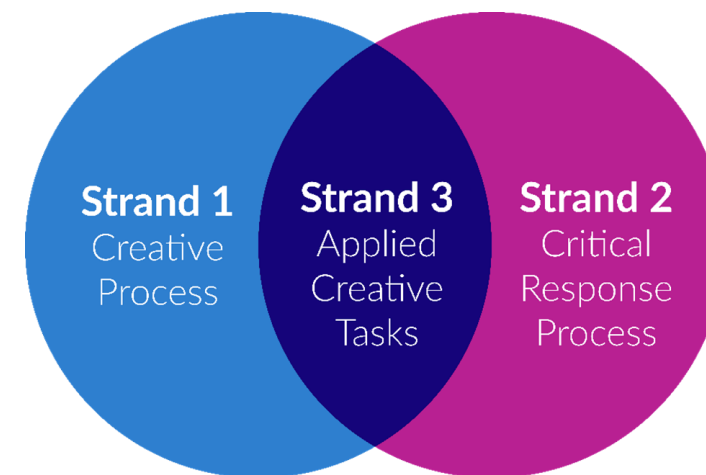 Strand 1
Creative
Process
Strand 3
Applied
Creative
Tasks
Strand 2
Critical
Response
Process